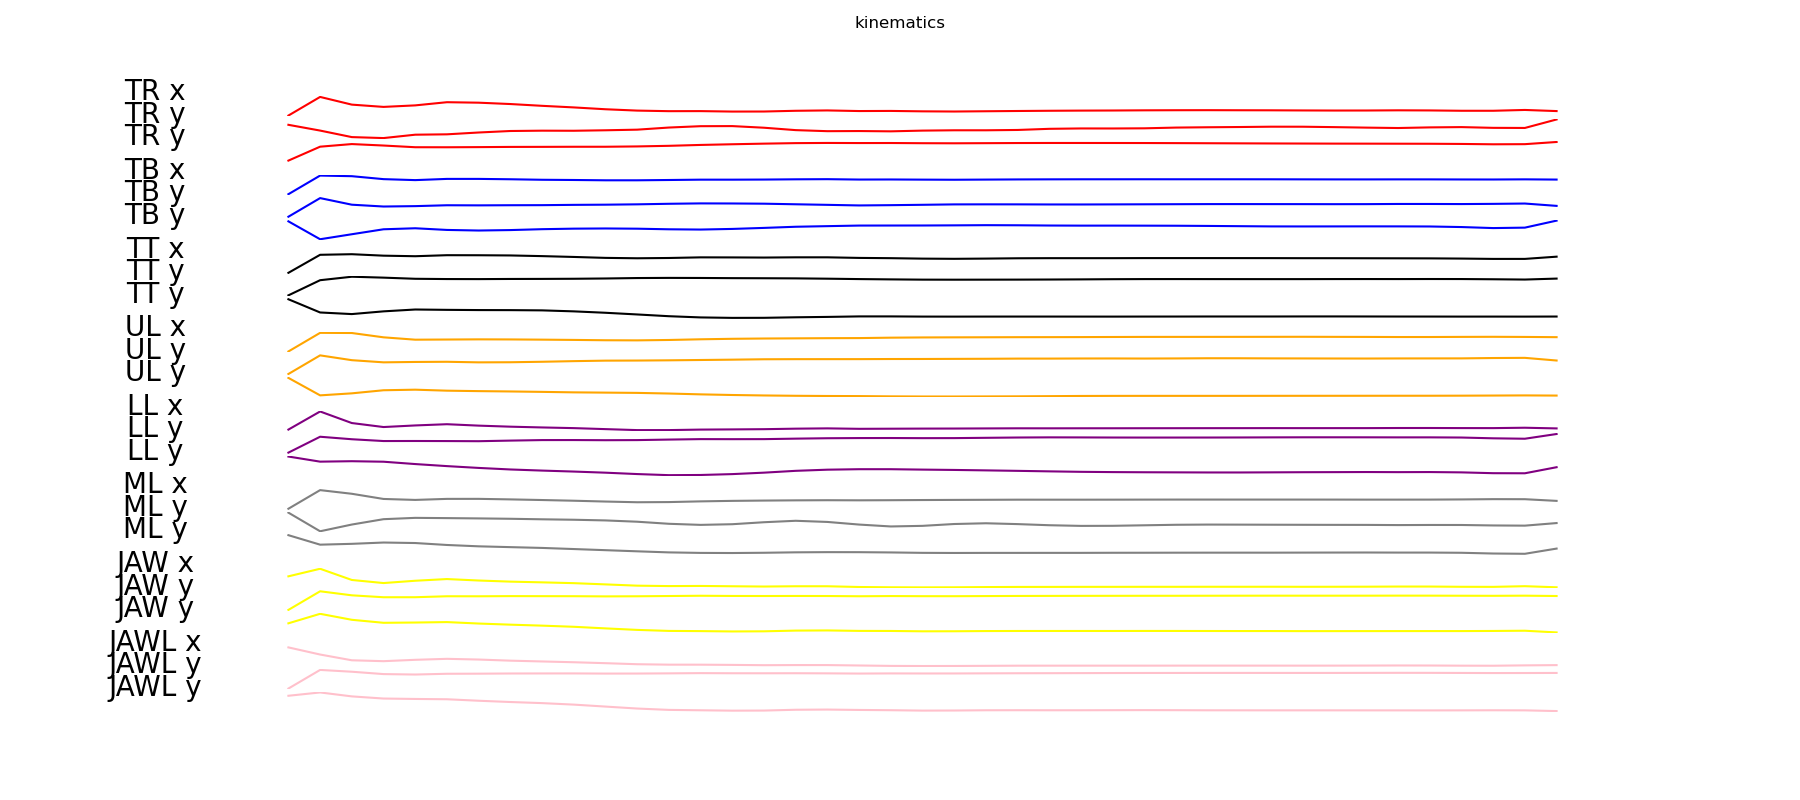 kinematics
TR x
TR y
TR y
TB x
TB y
TB y
TT x
TT y
TT y
UL x
UL y
UL y
LL x
LL y
LL y
ML x
ML y
ML y
JAW x
JAW y
JAW y
JAWL x
JAWL y
JAWL y